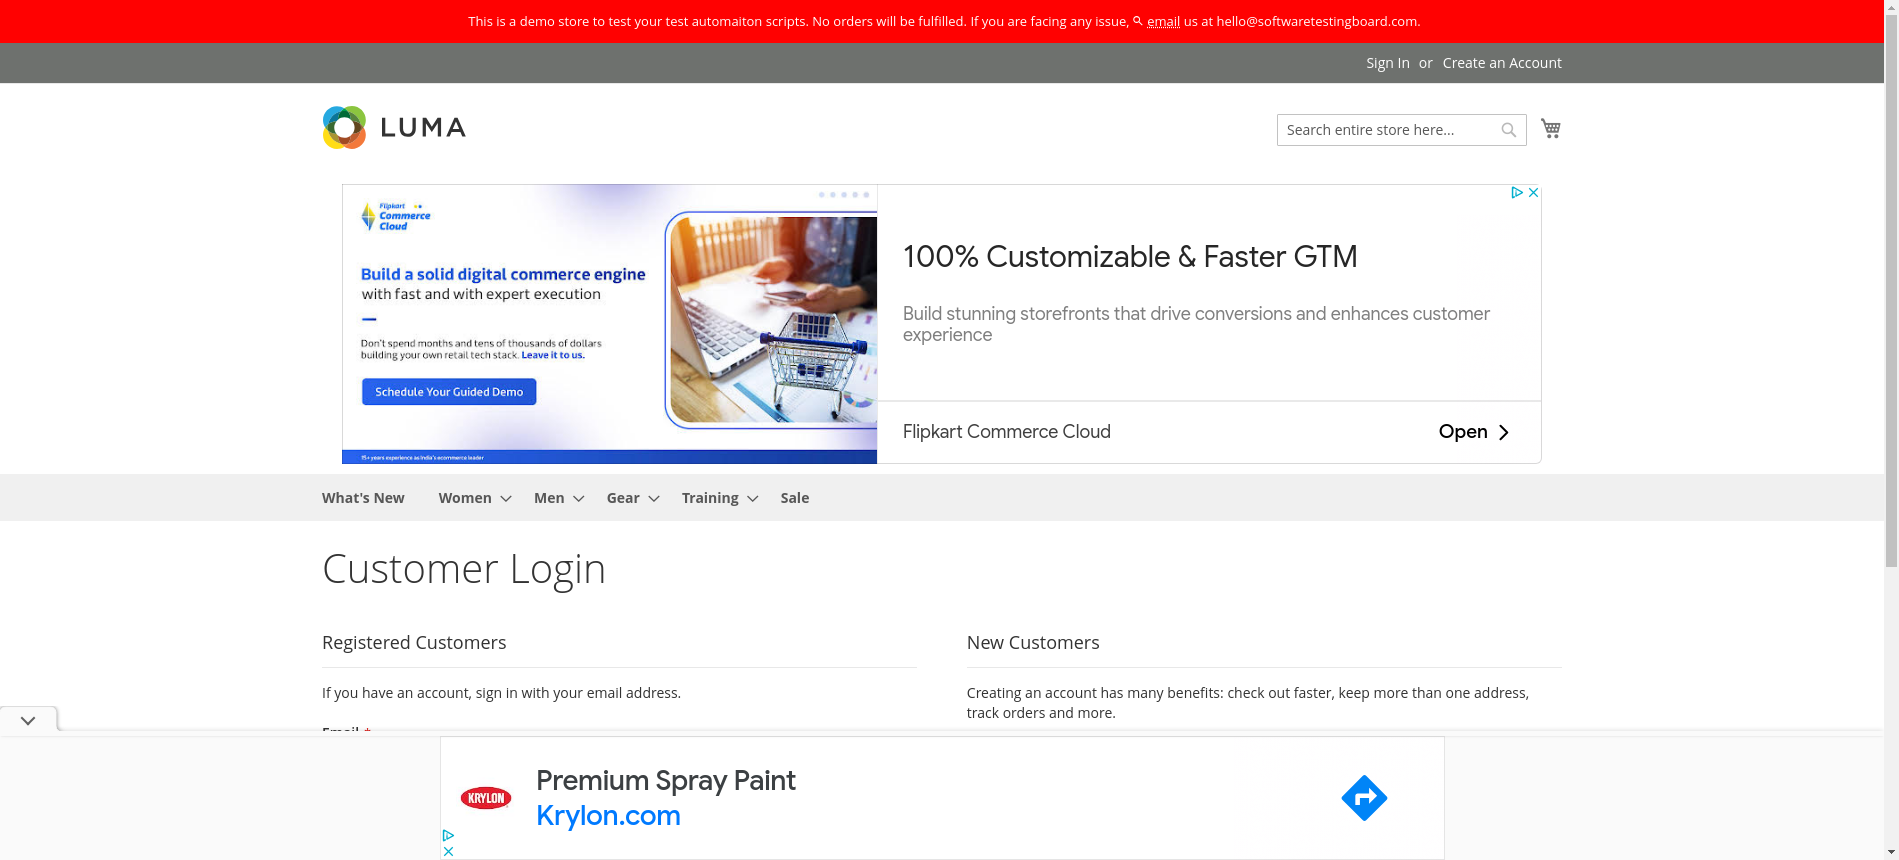 This is a demo store to test your test automaiton scripts. No orders will be fulfilled. If you are facing any issue, email us at hello@softwaretestingboard.com.
Sign In or Create an Account
LUMA
Search entire store here...
Flipkart
Commerce
Cloud
Build a solid digital commerce engine
with fast and with expert execution
Don't spend months and tens of thousands of dollars
building your own retail tech stack. Leave it to us.
Schedule Your Guided Demo
15+ years experience as India's ecommerce leader
100% Customizable & Faster GTM
Build stunning storefronts that drive conversions and enhances customer
experience
Flipkart Commerce Cloud
Open
What's New Women Men Gear Training Sale
Customer Login
Registered Customers
If you have an account, sign in with your email address.
Email *
New Customers
Creating an account has many benefits: check out faster, keep more than one address,
track orders and more.
KRYLON
Premium Spray Paint
Krylon.com